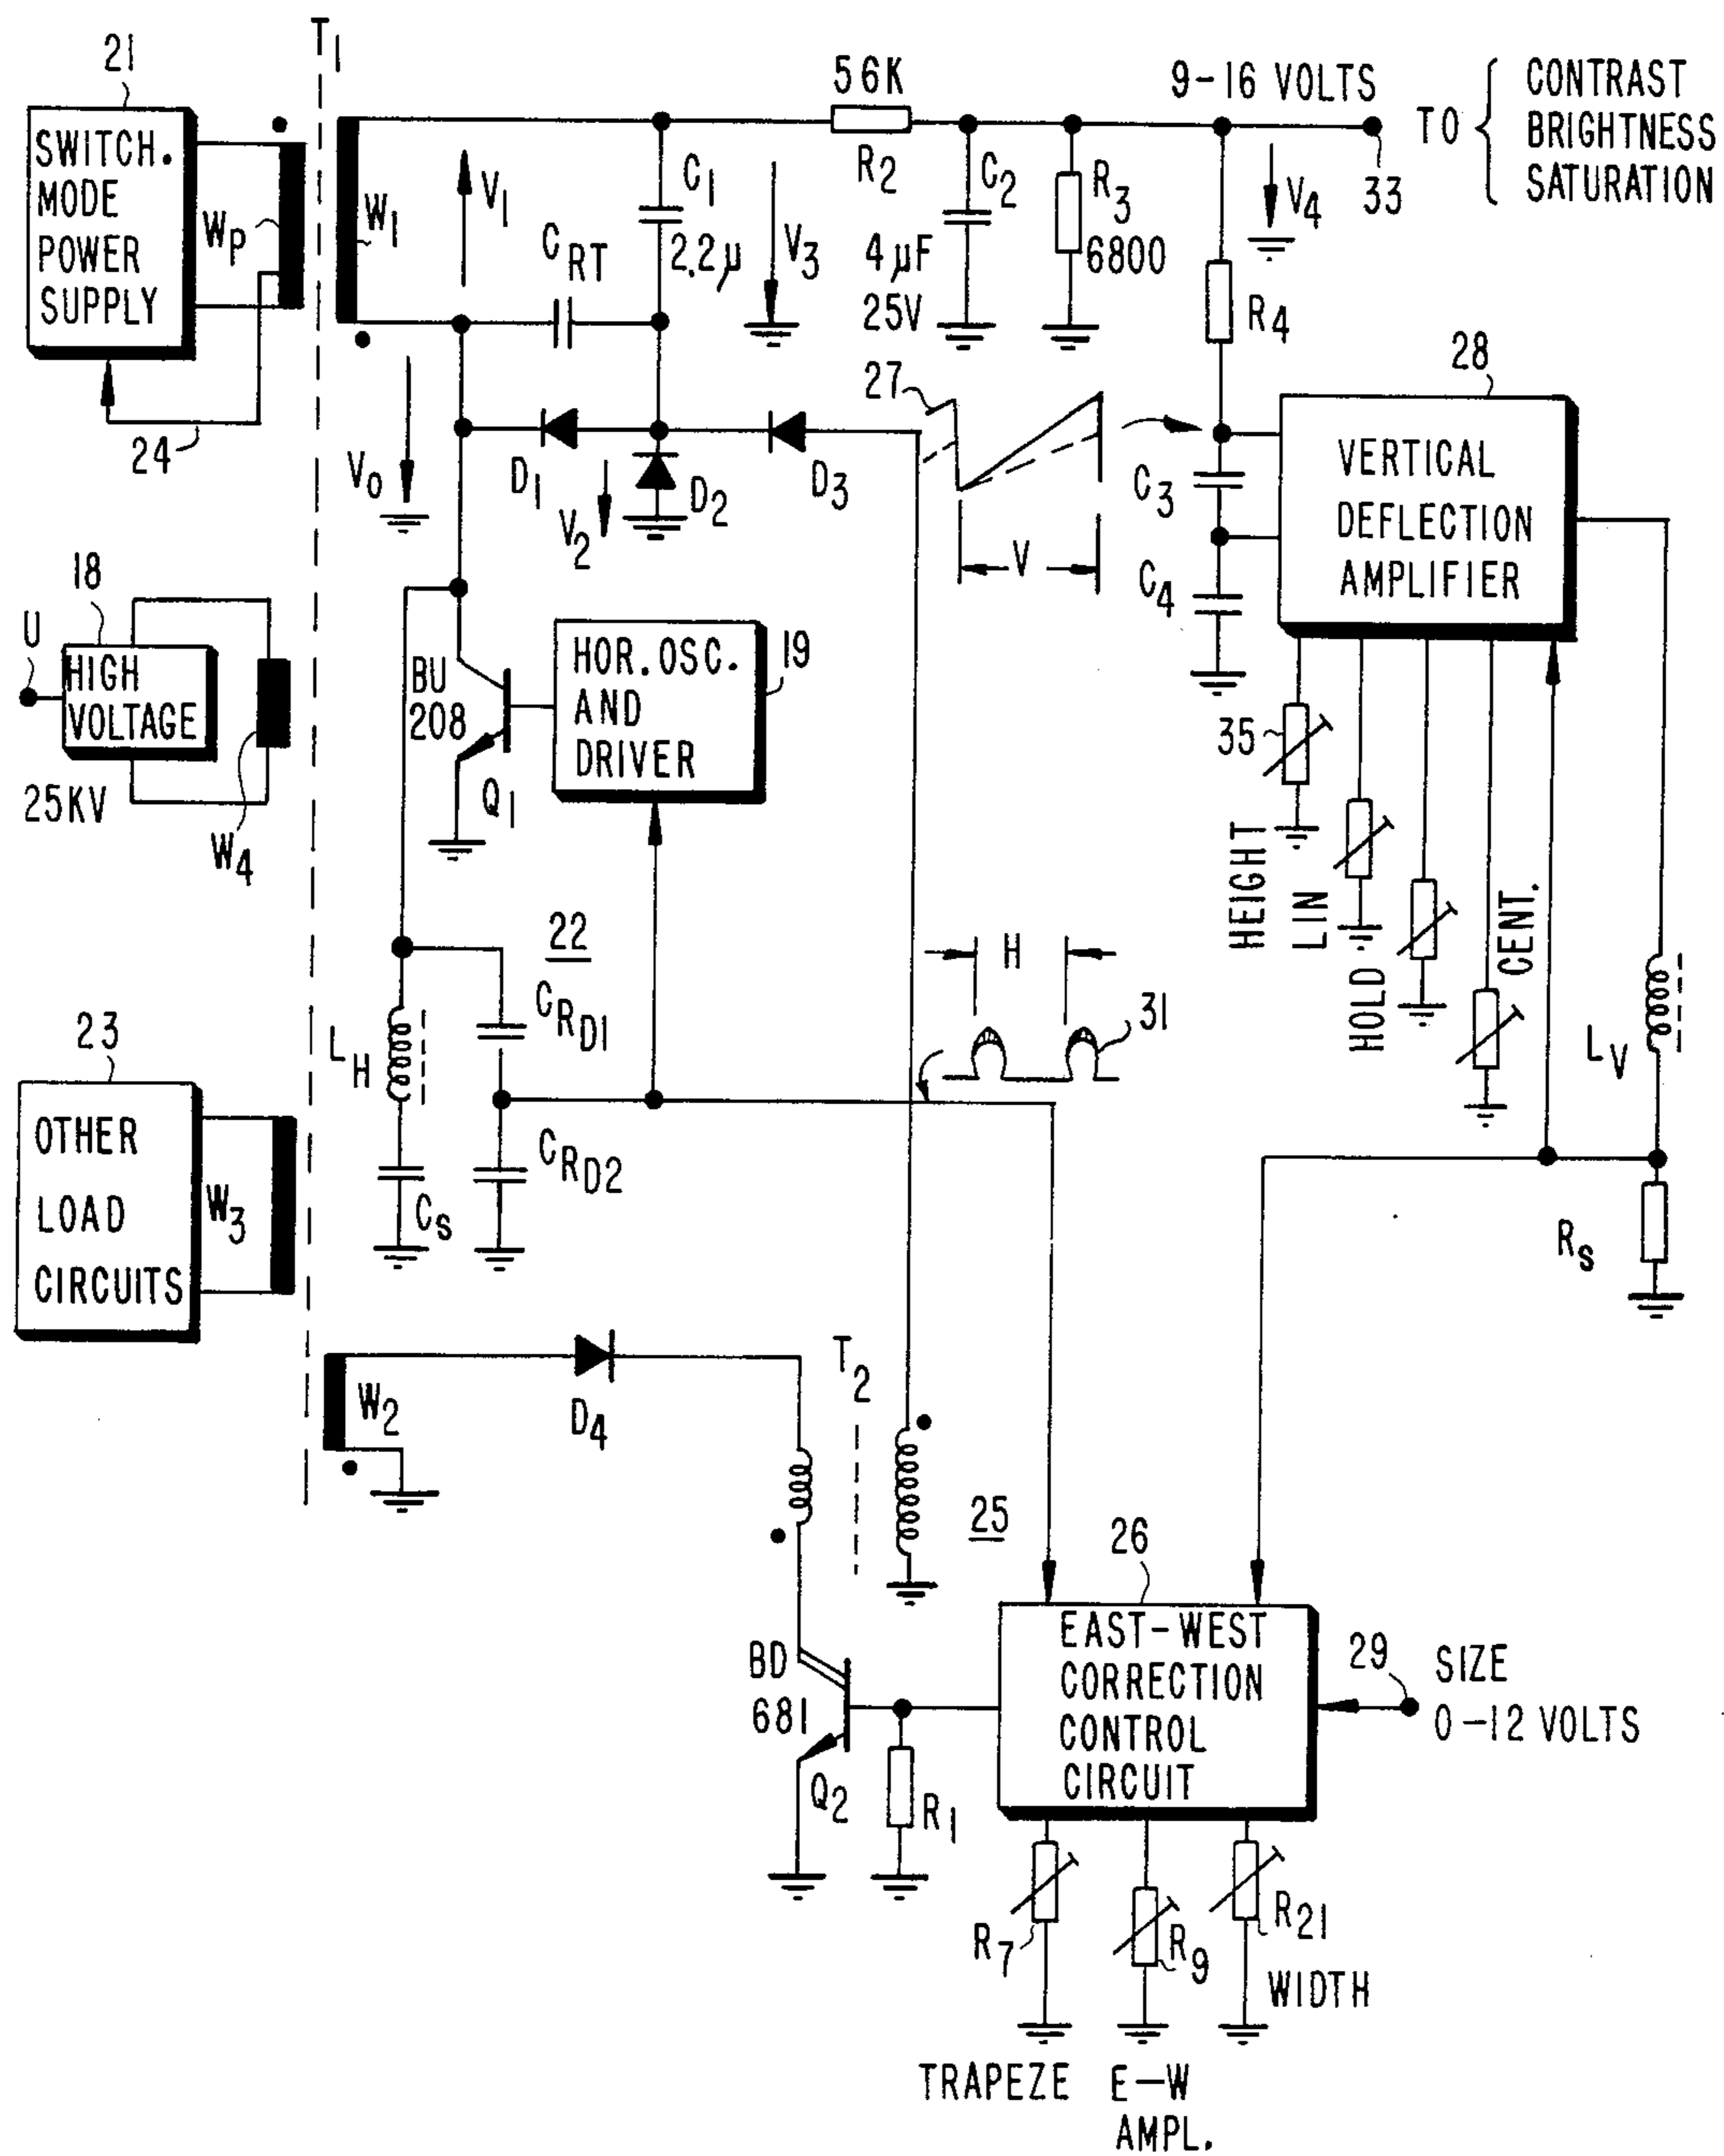 21
T1
SWITCH.
MODE
POWER
SUPPLY
WP
24
W1
V1
C1
2.2μ
CRT
V3
56K
R2
C2
4μF
25V
R3
6800
9-16 VOLTS
V4
33
TO { CONTRAST
BRIGHTNESS
SATURATION
R4
V0
D1
V2
D2
D3
27
V
C3
C4
28
VERTICAL
DEFLECTION
AMPLIFIER
U
18
HIGH
VOLTAGE
25KV
W4
BU
208
Q1
HOR. OSC.
AND
DRIVER
19
35
HEIGHT
LIN
HOLD
CENT.
LV
RS
22
LH
CRD1
CRD2
CS
H
31
23
OTHER
LOAD
CIRCUITS
W3
W2
D4
T2
25
BD
681
Q2
R1
26
EAST-WEST
CORRECTION
CONTROL
CIRCUIT
29
SIZE
0-12 VOLTS
R7
R9
R21
WIDTH
TRAPEZE
E-W
AMPL.